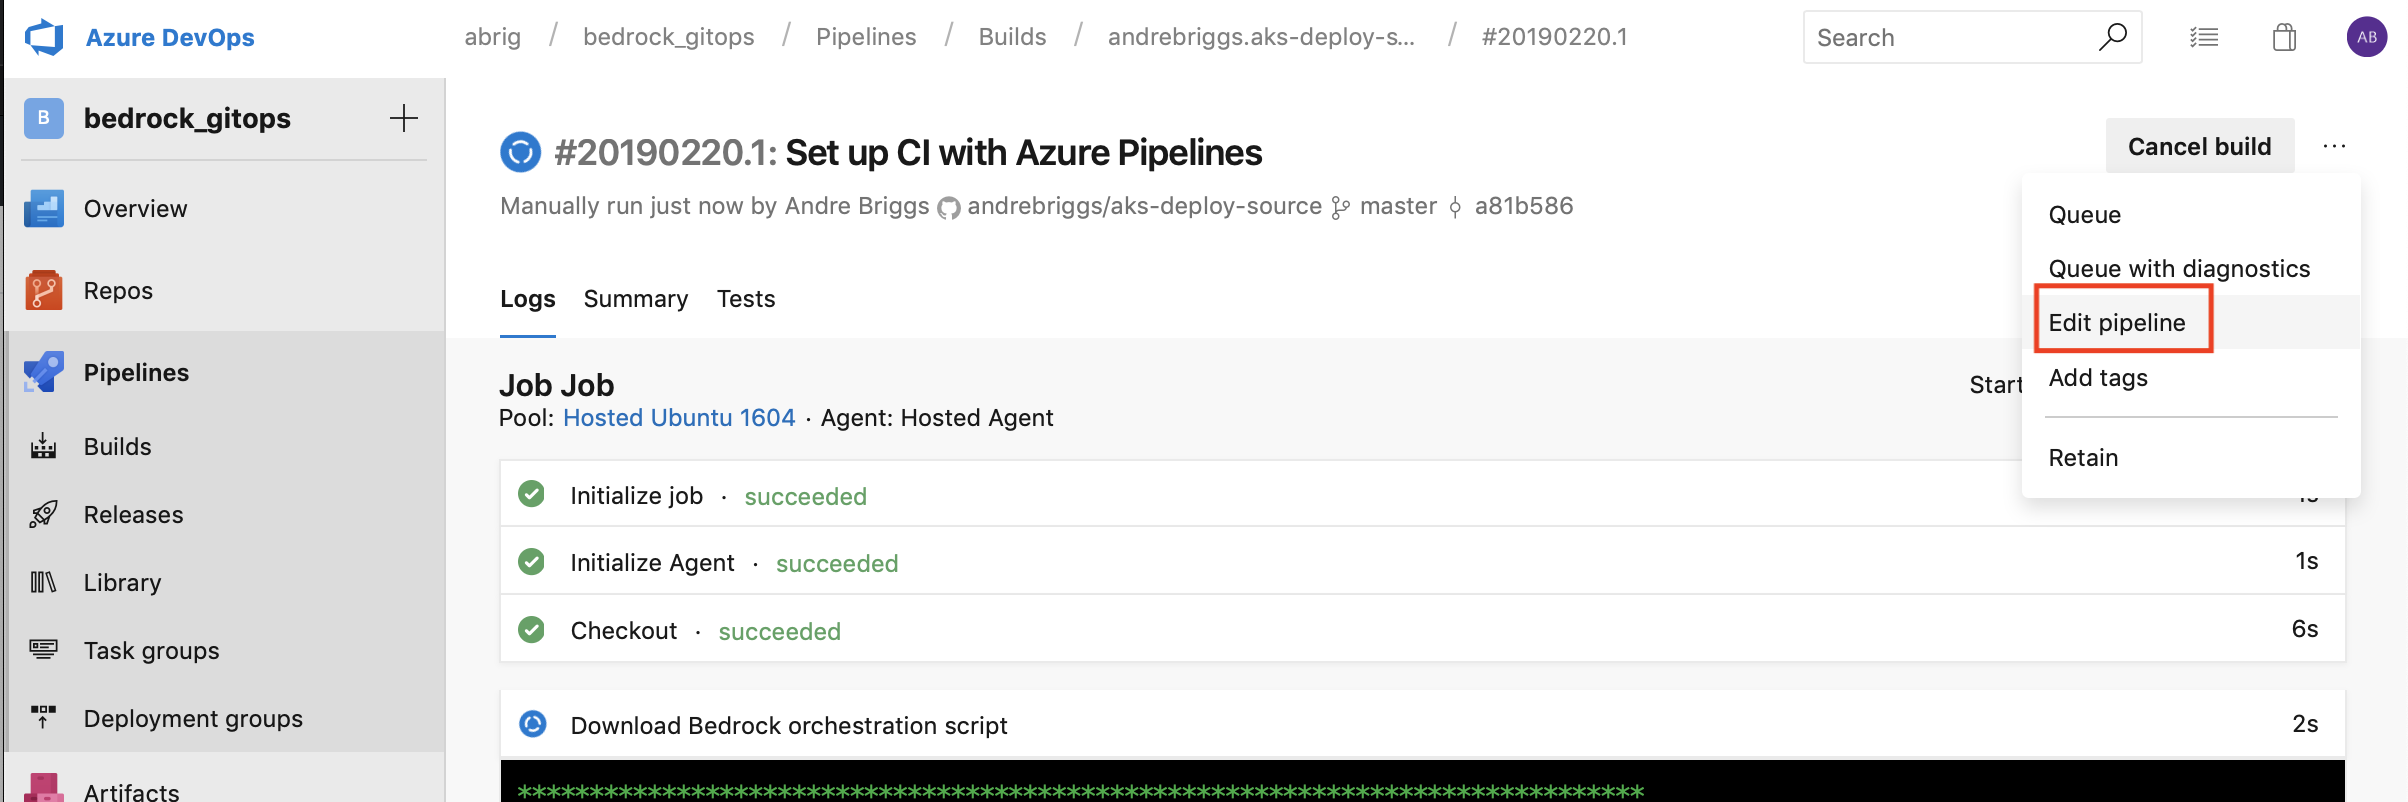 Azure DevOps
abrig / bedrock_gitops / Pipelines / Builds / andrebriggs.aks-deploy-s... / #20190220.1
Search
AB
B bedrock_gitops
Overview
Repos
Pipelines
Builds
Releases
Library
Task groups
Deployment groups
Artifacts
#20190220.1: Set up CI with Azure Pipelines
Manually run just now by Andre Briggs andrebriggs/aks-deploy-source master a81b586
Cancel build ...
Queue
Queue with diagnostics
Edit pipeline
Add tags
Retain
Logs Summary Tests
Job Job
Start
Pool: Hosted Ubuntu 1604 · Agent: Hosted Agent
Initialize job · succeeded
Initialize Agent · succeeded 1s
Checkout · succeeded 6s
Download Bedrock orchestration script 2s